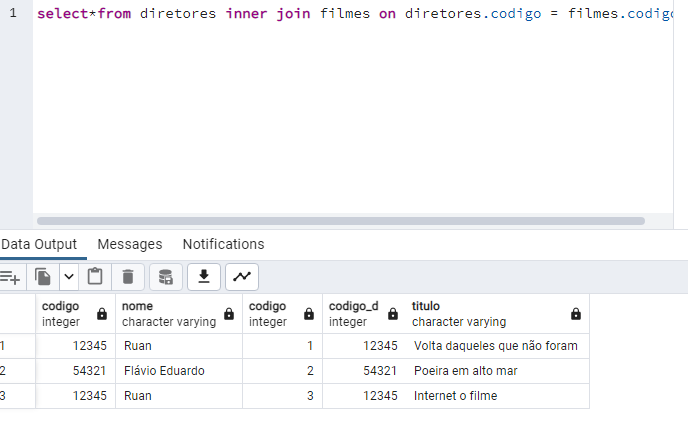 1 select*from diretores inner join filmes on diretores.codigo = filmes.codigo
Data Output Messages Notifications
codigo nome codigo codigo_d titulo
integer character varying integer integer character varying
1 12345 Ruan 1 12345 Volta daqueles que não foram
2 54321 Flávio Eduardo 2 54321 Poeira em alto mar
3 12345 Ruan 3 12345 Internet o filme